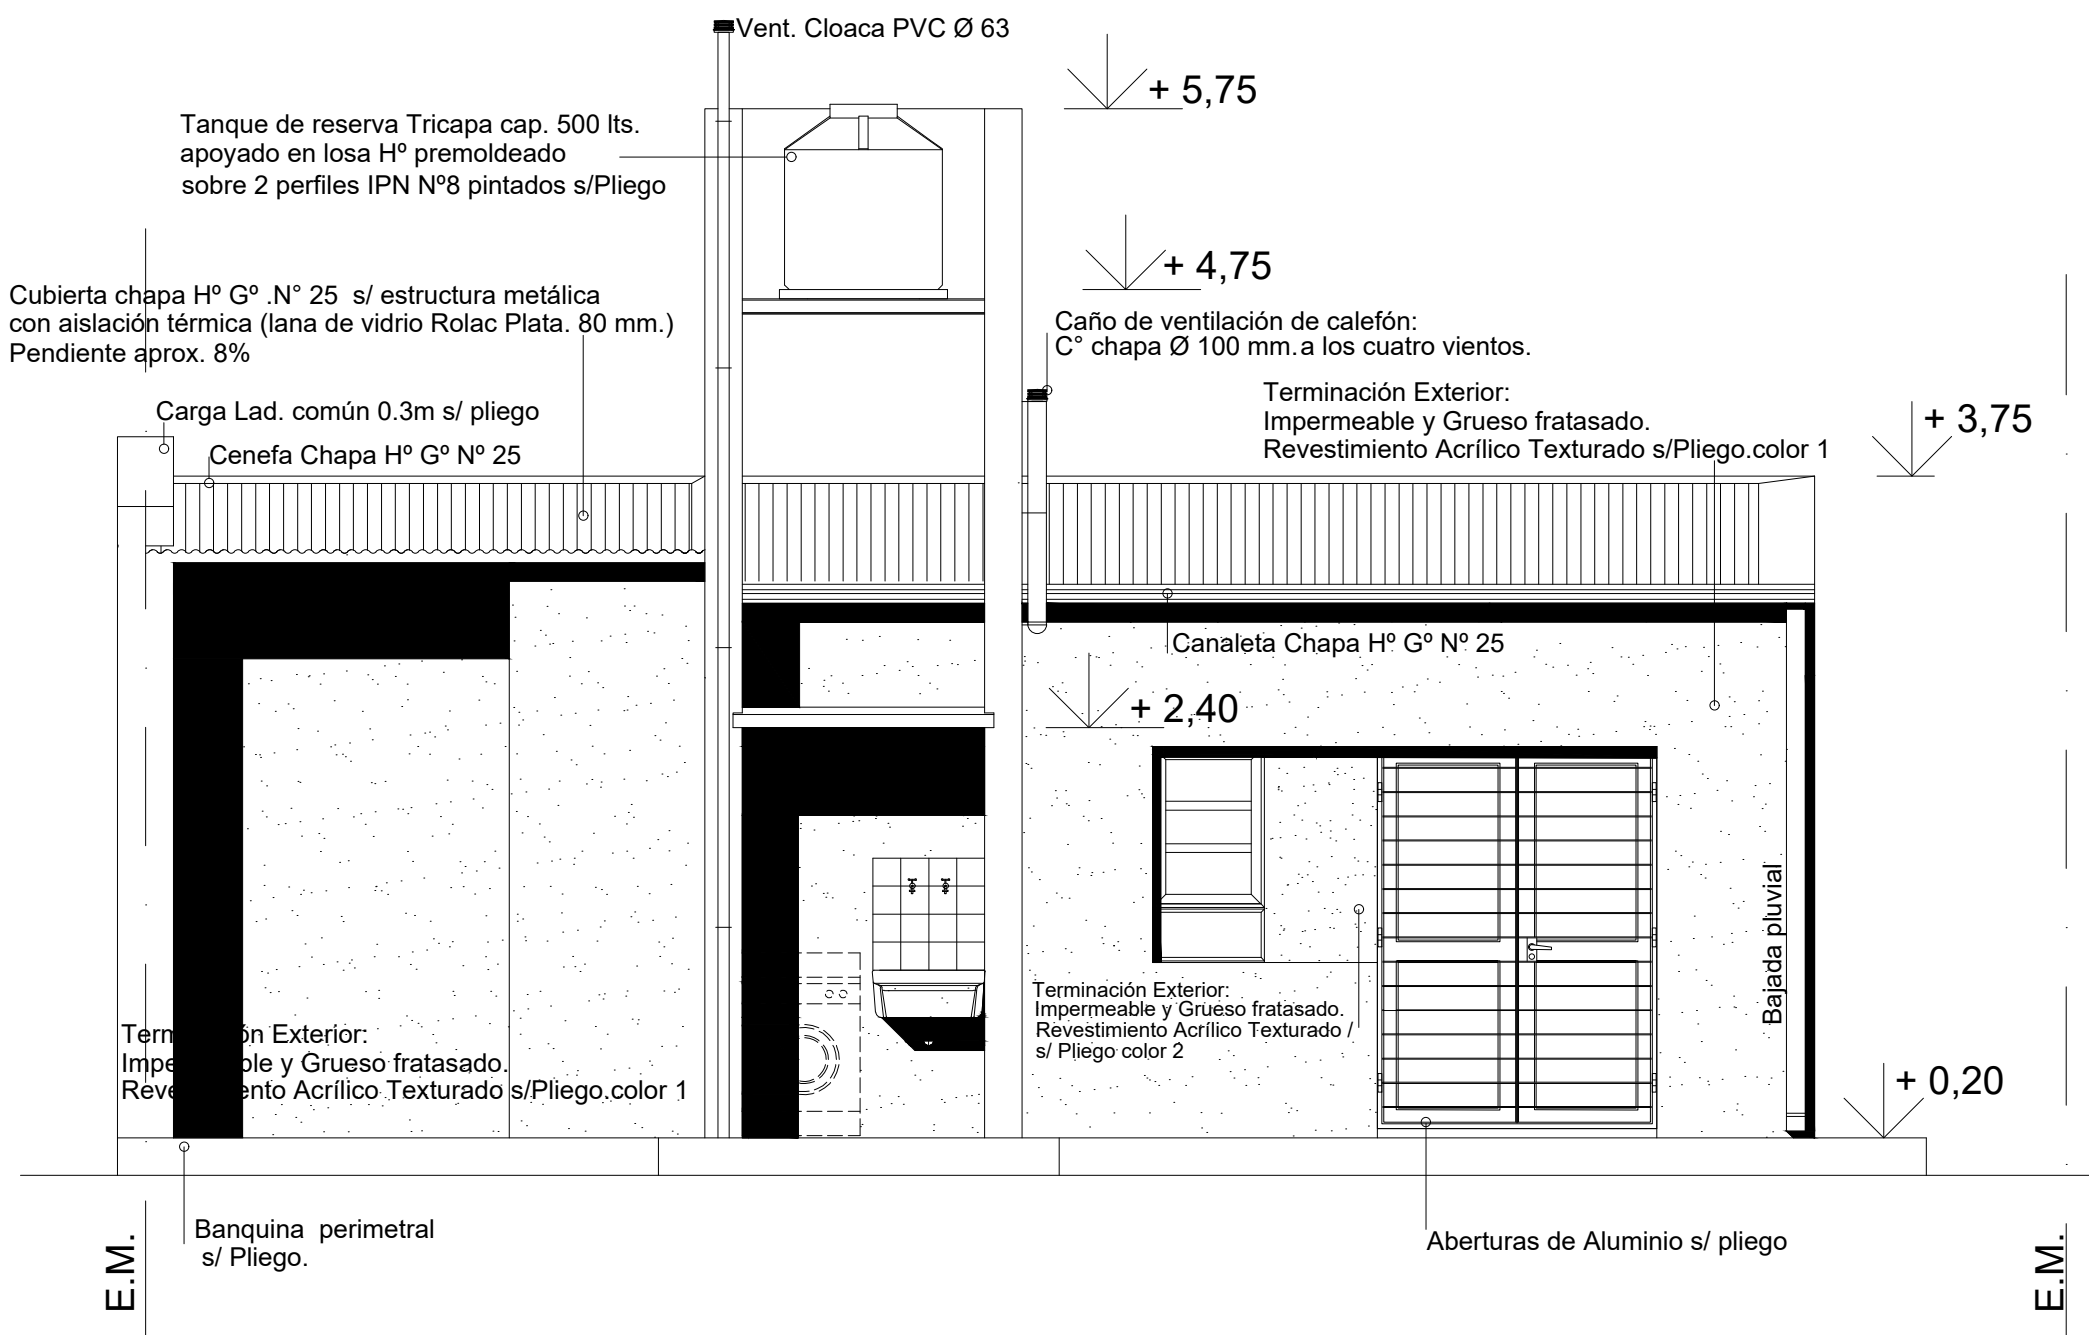 Vent. Cloaca PVC Ø 63
+ 5,75
Tanque de reserva Tricapa cap. 500 lts.
apoyado en losa Hº premoldeado
sobre 2 perfiles IPN Nº8 pintados s/Pliego
+ 4,75
Cubierta chapa Hº Gº .N° 25 s/ estructura metálica
con aislación térmica (lana de vidrio Rolac Plata. 80 mm.)
Pendiente aprox. 8%
Caño de ventilación de calefón:
C° chapa Ø 100 mm.a los cuatro vientos.
Terminación Exterior:
Impermeable y Grueso fratasado.
Revestimiento Acrílico Texturado s/Pliego.color 1
+ 3,75
Carga Lad. común 0.3m s/ pliego
Cenefa Chapa Hº Gº Nº 25
Canaleta Chapa Hº Gº Nº 25
+ 2,40
Bajada pluvial
Terminación Exterior:
Impermeable y Grueso fratasado.
Revestimiento Acrílico Texturado /
s/ Pliego color 2
Exterior:
y Grueso fratasado.
Acrílico Texturado s/Pliego.color 1
+ 0,20
Banquina perimetral
s/ Pliego.
Aberturas de Aluminio s/ pliego
E.M.
E.M.